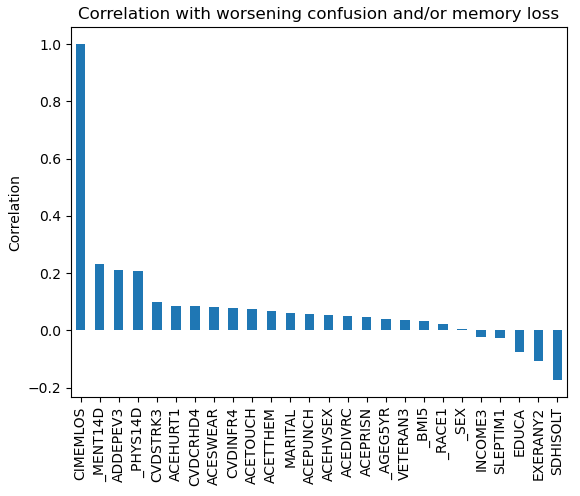 Correlation with worsening confusion and/or memory loss
1.0
0.8
0.6
0.4
0.2
0.0
−0.2
Correlation
CIMEMLOS
_MENT14D
ADDEPEV3
_PHYS14D
CVDSTRK3
ACEHURT1
CVDCRHD4
ACESWEAR
CVDINFR4
ACETOUCH
ACETTHEM
MARITAL
ACEPUNCH
ACEHVSEX
ACEDIVRC
ACEPRISN
_AGEG5YR
VETERAN3
_BMI5
_RACE1
_SEX
INCOME3
SLEPTIM1
EDUCA
EXERANY2
SDHISOLT